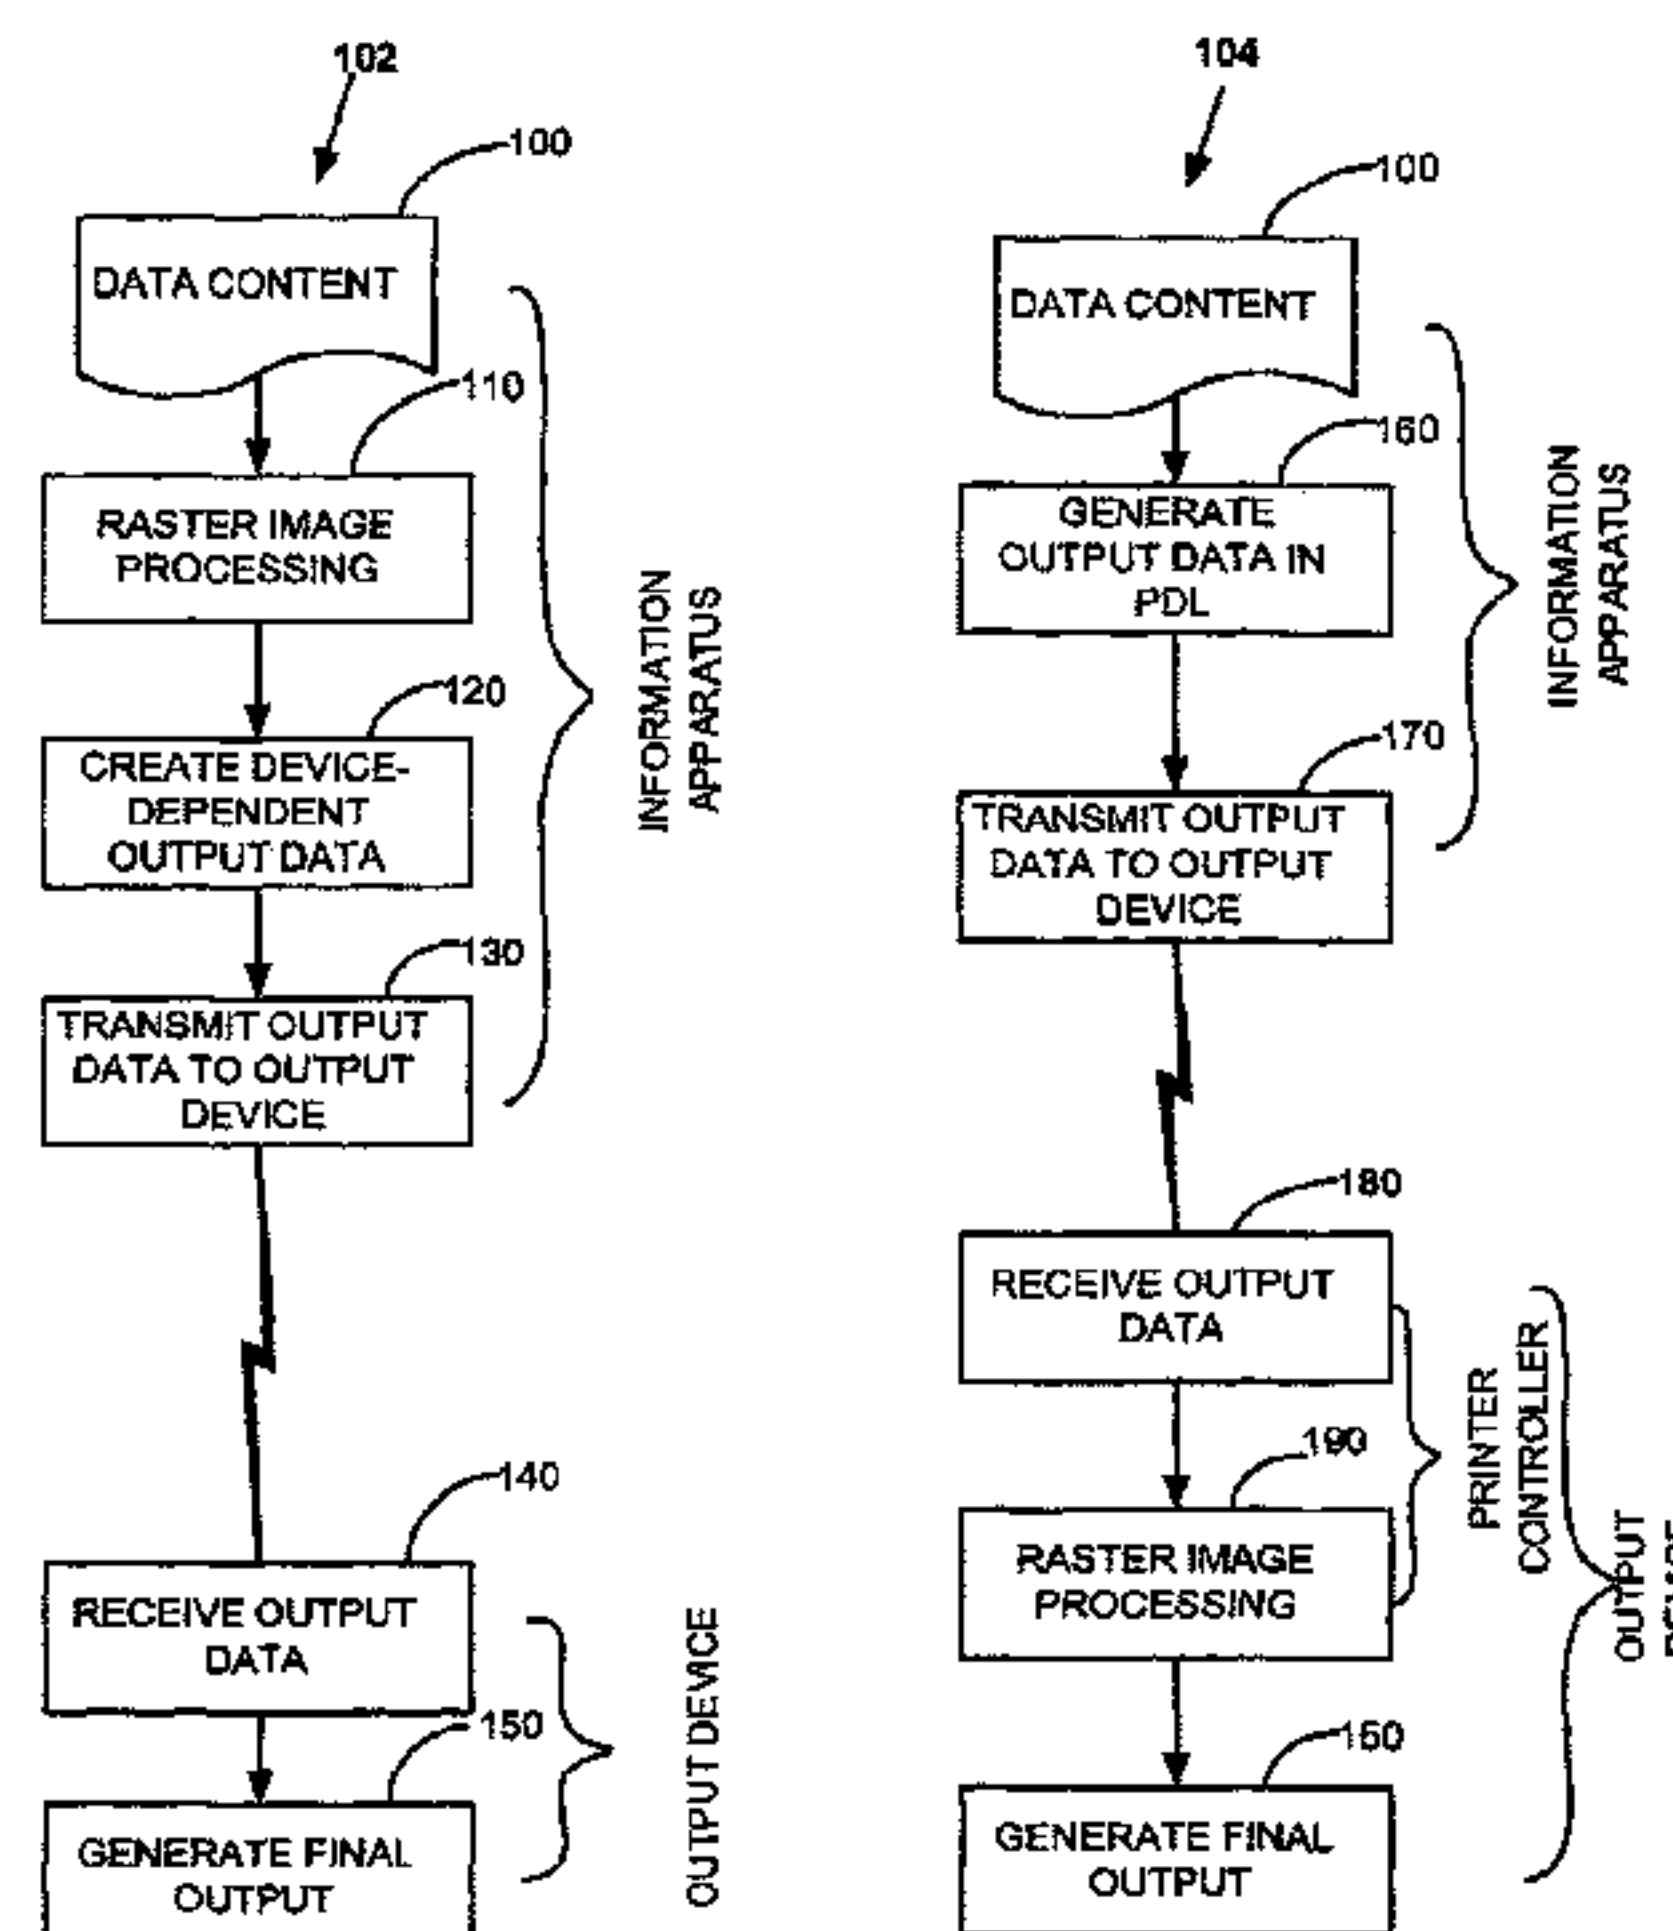 102
100
DATA CONTENT
110
RASTER IMAGE
PROCESSING
120
CREATE DEVICE-
DEPENDENT
OUTPUT DATA
130
TRANSMIT OUTPUT
DATA TO OUTPUT
DEVICE
INFORMATION
APPARATUS
140
RECEIVE OUTPUT
DATA
150
GENERATE FINAL
OUTPUT
OUTPUT DEVICE
104
100
DATA CONTENT
160
GENERATE
OUTPUT DATA IN
PDL
170
TRANSMIT OUTPUT
DATA TO OUTPUT
DEVICE
INFORMATION
APPARATUS
180
RECEIVE OUTPUT
DATA
190
RASTER IMAGE
PROCESSING
PRINTER
CONTROLLER
150
GENERATE FINAL
OUTPUT
OUTPUT